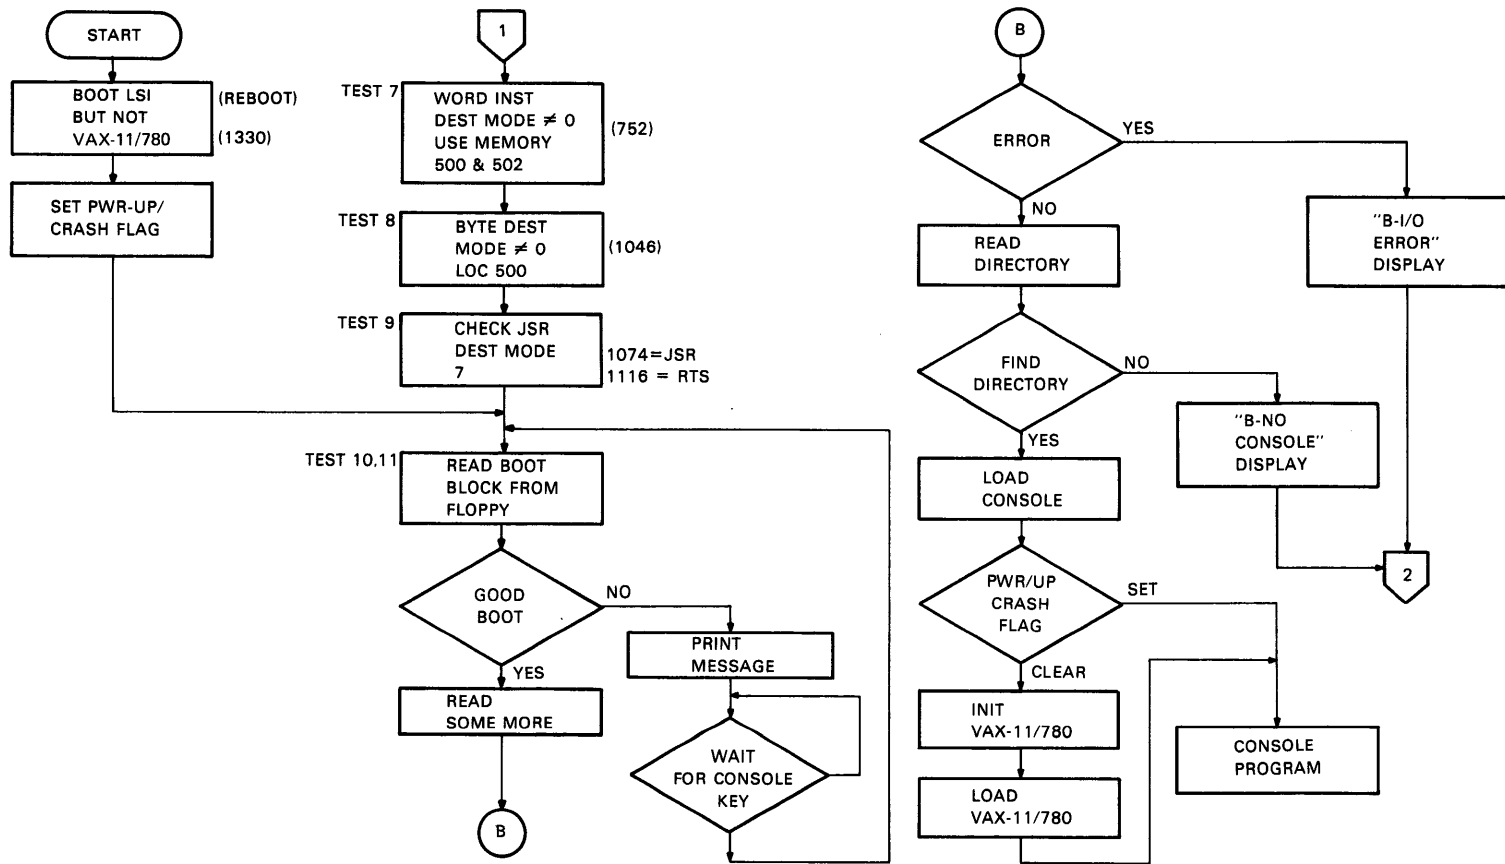 START
BOOT LSI
BUT NOT
VAX-11/780
(REBOOT)
(1330)
SET PWR-UP/
CRASH FLAG
1
TEST 7
WORD INST
DEST MODE ≠ 0
USE MEMORY
500 & 502
(752)
TEST 8
BYTE DEST
MODE ≠ 0
LOC 500
(1046)
TEST 9
CHECK JSR
DEST MODE
7
1074=JSR
1116 = RTS
TEST 10,11
READ BOOT
BLOCK FROM
FLOPPY
GOOD
BOOT
NO
YES
PRINT
MESSAGE
READ
SOME MORE
WAIT
FOR CONSOLE
KEY
B
B
ERROR
YES
NO
"B-I/O
ERROR"
DISPLAY
READ
DIRECTORY
FIND
DIRECTORY
NO
YES
"B-NO
CONSOLE"
DISPLAY
LOAD
CONSOLE
2
PWR/UP
CRASH
FLAG
SET
CLEAR
INIT
VAX-11/780
CONSOLE
PROGRAM
LOAD
VAX-11/780